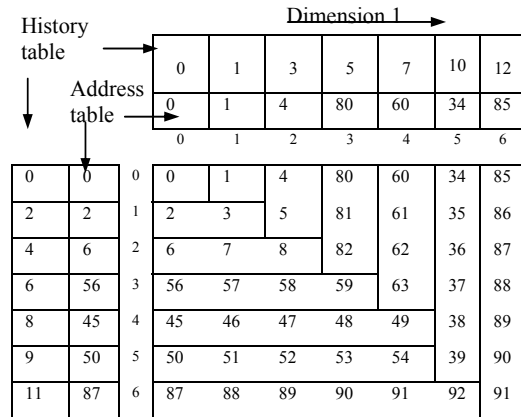 Dimension 1
History
table
0 1 3 5 7 10 12
Address
table
0 1 4 80 60 34 85
0 1 2 3 4 5 6
0 0 0 0 1 4 80 60 34 85
2 2 1 2 3 5 81 61 35 86
4 6 2 6 7 8 82 62 36 87
6 56 3 56 57 58 59 63 37 88
8 45 4 45 46 47 48 49 38 89
9 50 5 50 51 52 53 54 39 90
11 87 6 87 88 89 90 91 92 91